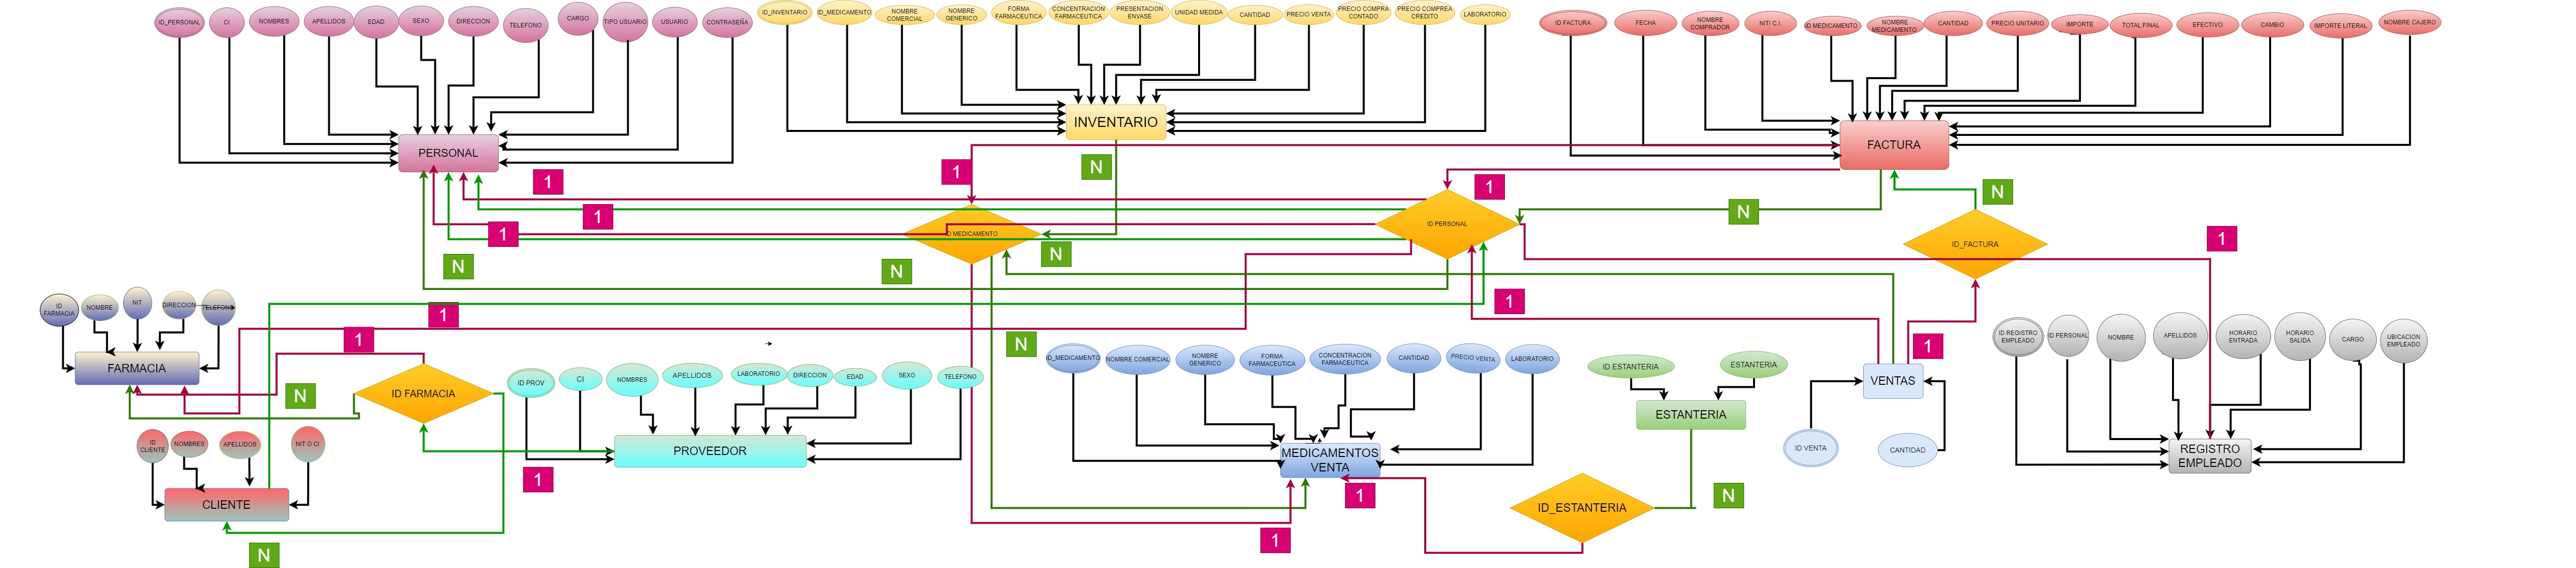 ID_PERSONAL
CI
NOMBRES
APELLIDOS
EDAD
SEXO
DIRECCION
TELEFONO
CARGO
TIPO USUARIO
USUARIO
CONTRASEÑA
ID_INVENTARIO
ID_MEDICAMENTO
NOMBRE
COMERCIAL
NOMBRE
GENERICO
FORMA
FARMACEUTICA
CONCENTRACION
FARMACEUTICA
PRESENTACION
ENVASE
UNIDAD MEDIDA
CANTIDAD
PRECIO VENTA
PRECIO COMPRA
CONTADO
PRECIO COMPREA
CREDITO
LABORATORIO
ID FACTURA
FECHA
NOMBRE
COMPRADOR
NIT/ C.I.
ID MEDICAMENTO
NOMBRE
MEDICAMENTO
CANTIDAD
PRECIO UNITARIO
IMPORTE
TOTAL FINAL
EFECTIVO
CAMBIO
IMPORTE LITERAL
NOMBRE CAJERO
PERSONAL
INVENTARIO
FACTURA
1
1
1
N
1
N
N
N
1
N
N
1
ID MEDICAMENTO
ID PERSONAL
ID_FACTURA
ID
FARMACIA
NOMBRE
NIT
DIRECCION
TELEFONO
FARMACIA
1
1
N
1
N
1
ID FARMACIA
ID
CLIENTE
NOMBRES
APELLIDOS
NIT O CI
CLIENTE
N
ID PROV
CI
NOMBRES
APELLIDOS
LABORATORIO
DIRECCION
EDAD
SEXO
TELEFONO
PROVEEDOR
1
ID_MEDICAMENTO
NOMBRE COMERCIAL
NOMBRE
GENERICO
FORMA
FARMACEUTICA
CONCENTRACION
FARMACEUTICA
CANTIDAD
PRECIO VENTA
LABORATORIO
MEDICAMENTOS
VENTA
1
1
ID ESTANTERIA
ESTANTERIA
ESTANTERIA
ID_ESTANTERIA
N
VENTAS
ID VENTA
CANTIDAD
ID REGISTRO
EMPLEADO
ID PERSONAL
NOMBRE
APELLIDOS
HORARIO
ENTRADA
HORARIO
SALIDA
CARGO
UBICACION
EMPLEADO
REGISTRO
EMPLEADO